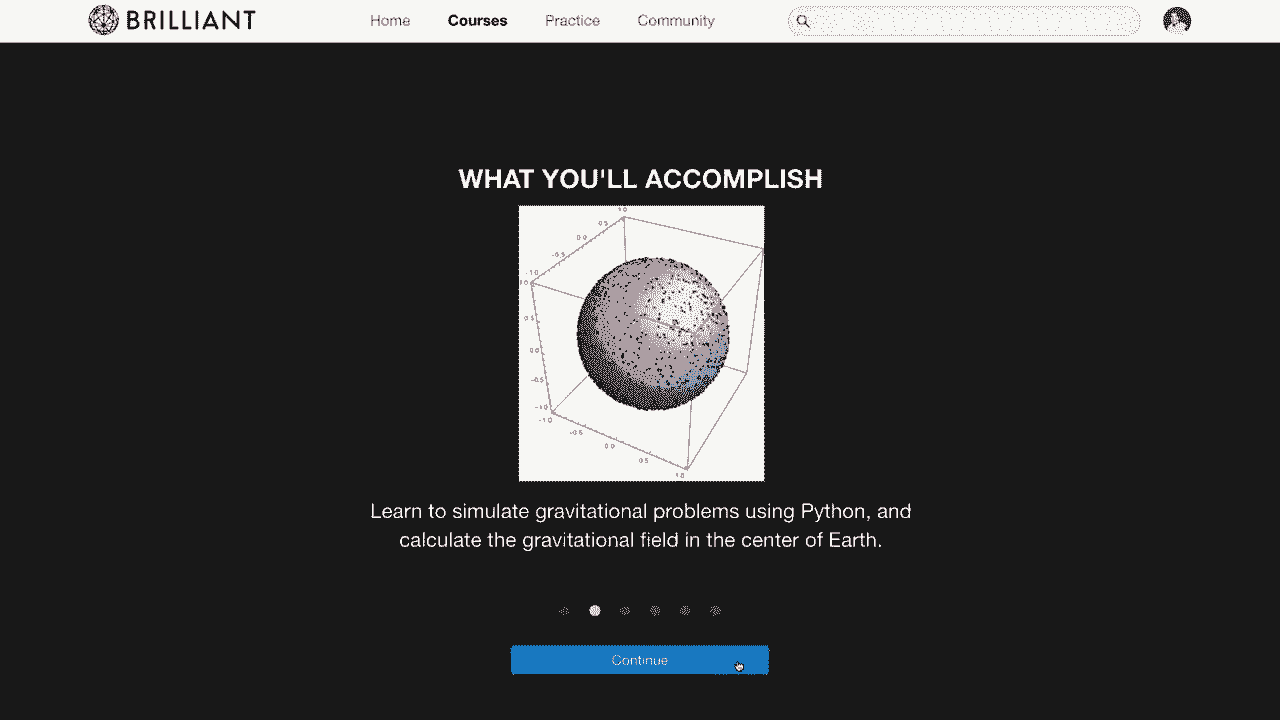 BRILLIANT
Home Courses Practice Community
WHAT YOU'LL ACCOMPLISH
1.0
0.5
0.0
-0.5
-1.0
1.0
0.5
0.0
-0.5
-1.0
-1.0
-0.5
0.0
0.5
1.0
Learn to simulate gravitational problems using Python, and
calculate the gravitational field in the center of Earth.
Continue